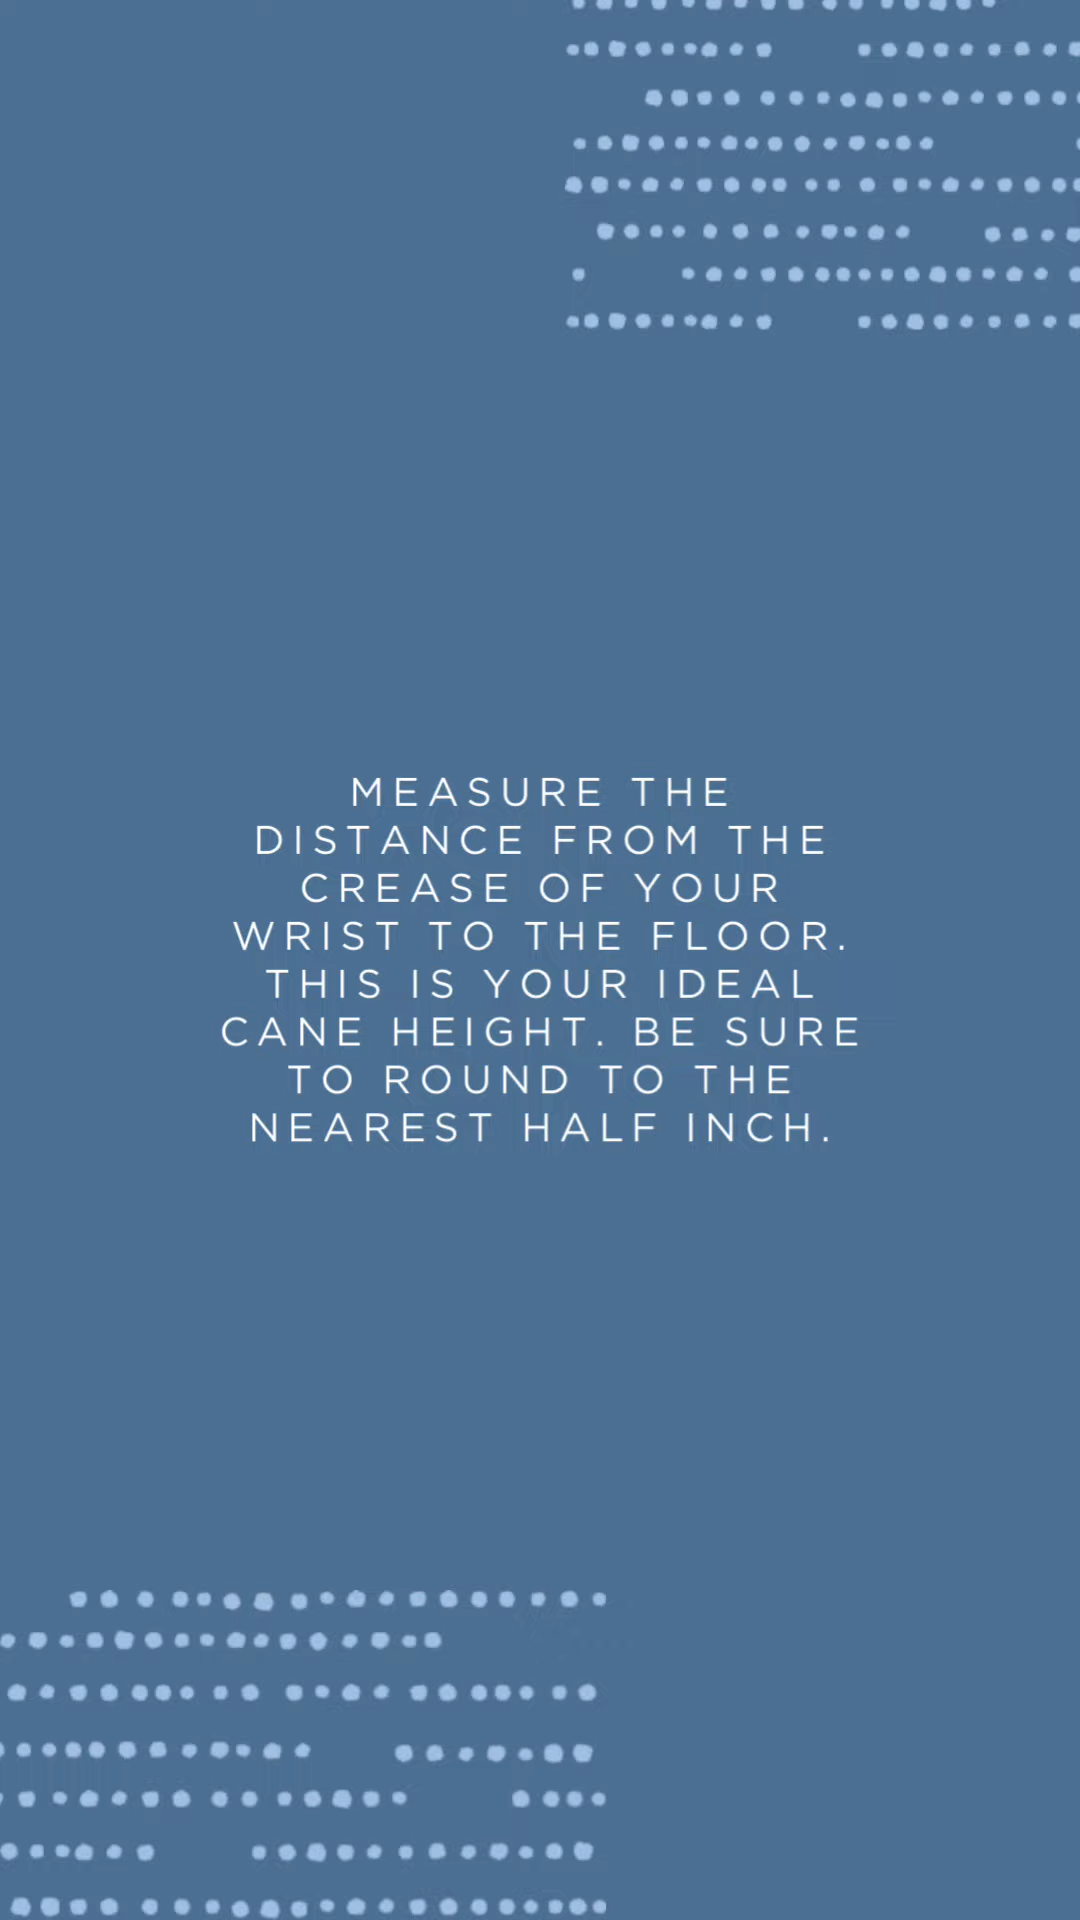 MEASURE THE
DISTANCE FROM THE
CREASE OF YOUR
WRIST TO THE FLOOR.
THIS IS YOUR IDEAL
CANE HEIGHT. BE SURE
TO ROUND TO THE
NEAREST HALF INCH.